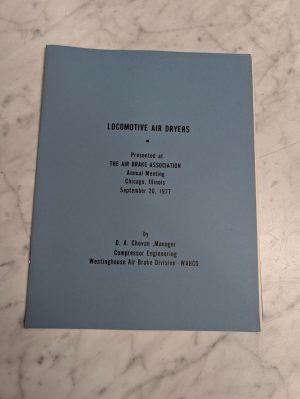 LOCOMOTIVE AIR DRYERS
Presented at
THE AIR BRAKE ASSOCIATION
Annual Meeting
Chicago, Illinois
September 20, 1977
by
D. A. Chovan ,Manager
Compressor Engineering
Westinghouse Air Brake Division -WABCO